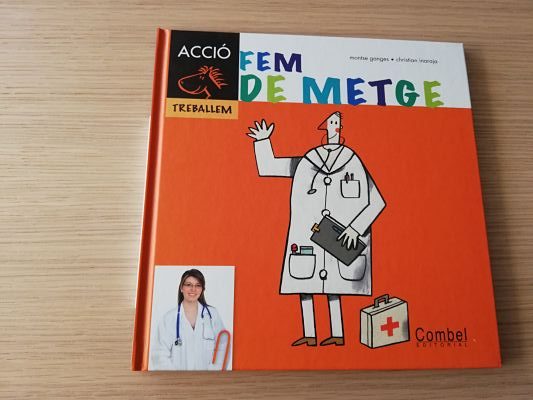 ACCIÓ
TREBALLEM
FEM
DE METGE
montse ganges • christian inaraja
Combel
EDITORIAL